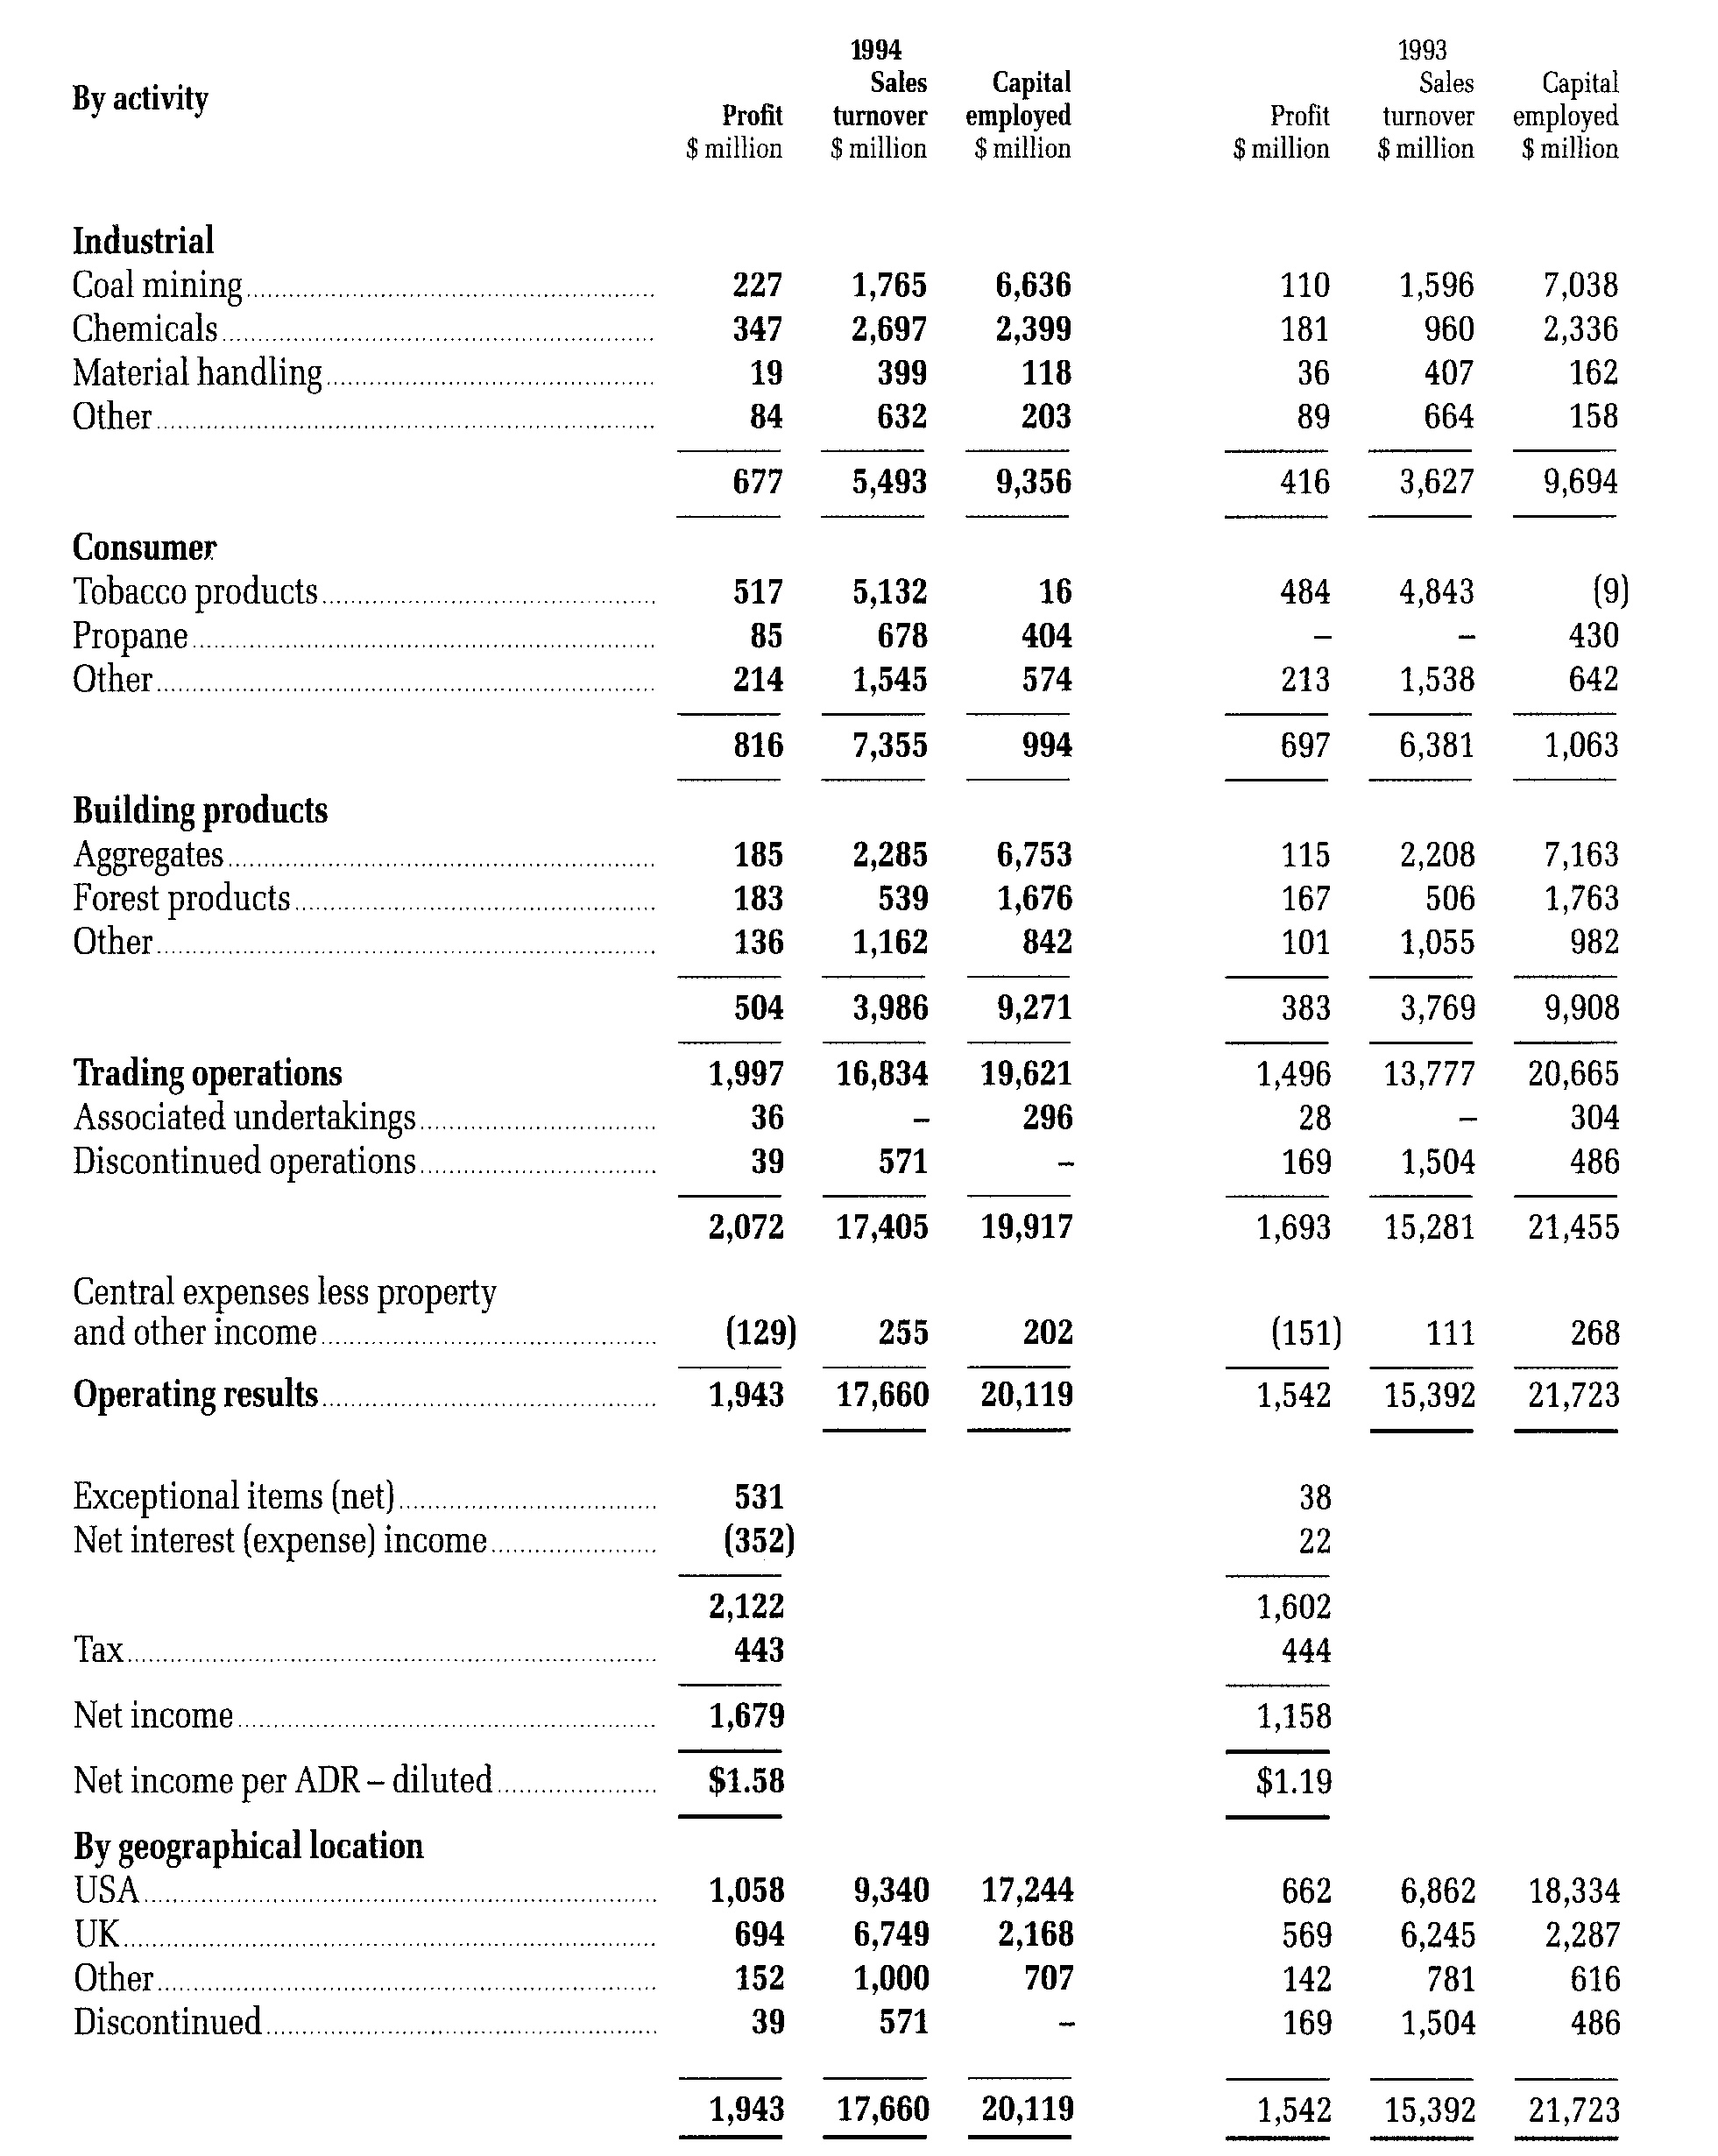 1994 1993
Sales Capital Sales Capital
By activity Profit turnover employed Profit turnover employed
$ million $ million $ million $ million $ million $ million
Industrial
Coal mining 227 1,765 6,636 110 1,596 7,038
Chemicals 347 2,697 2,399 181 960 2,336
Material handling 19 399 118 36 407 162
Other 84 632 203 89 664 158
677 5,493 9,356 416 3,627 9,694
Consumer
Tobacco products 517 5,132 16 484 4,843 (9)
Propane 85 678 404 – – 430
Other 214 1,545 574 213 1,538 642
816 7,355 994 697 6,381 1,063
Building products
Aggregates 185 2,285 6,753 115 2,208 7,163
Forest products 183 539 1,676 167 506 1,763
Other 136 1,162 842 101 1,055 982
504 3,986 9,271 383 3,769 9,908
Trading operations 1,997 16,834 19,621 1,496 13,777 20,665
Associated undertakings 36 – 296 28 – 304
Discontinued operations 39 571 – 169 1,504 486
2,072 17,405 19,917 1,693 15,281 21,455
Central expenses less property
and other income (129) 255 202 (151) 111 268
Operating results 1,943 17,660 20,119 1,542 15,392 21,723
Exceptional items (net) 531 38
Net interest (expense) income (352) 22
2,122 1,602
Tax 443 444
Net income 1,679 1,158
Net income per ADR – diluted $1.58 $1.19
By geographical location
USA 1,058 9,340 17,244 662 6,862 18,334
UK 694 6,749 2,168 569 6,245 2,287
Other 152 1,000 707 142 781 616
Discontinued 39 571 – 169 1,504 486
1,943 17,660 20,119 1,542 15,392 21,723